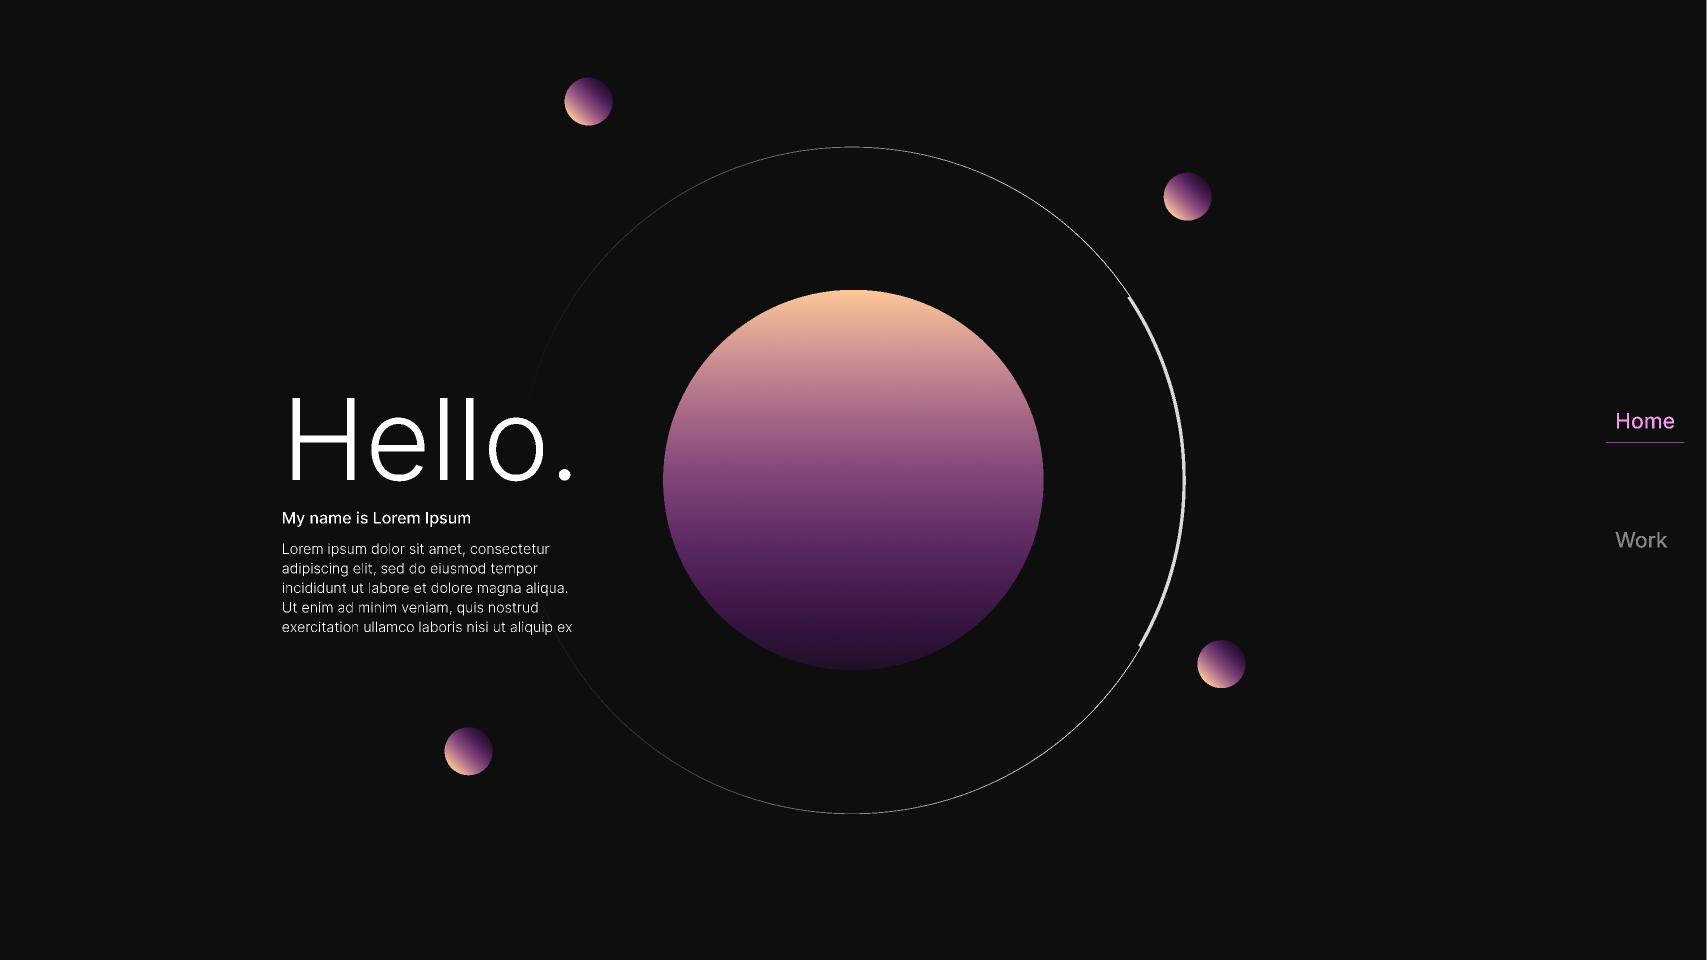 Hello.
My name is Lorem Ipsum
Lorem ipsum dolor sit amet, consectetur
adipiscing elit, sed do eiusmod tempor
incididunt ut labore et dolore magna aliqua.
Ut enim ad minim veniam, quis nostrud
exercitation ullamco laboris nisi ut aliquip ex
Home
Work